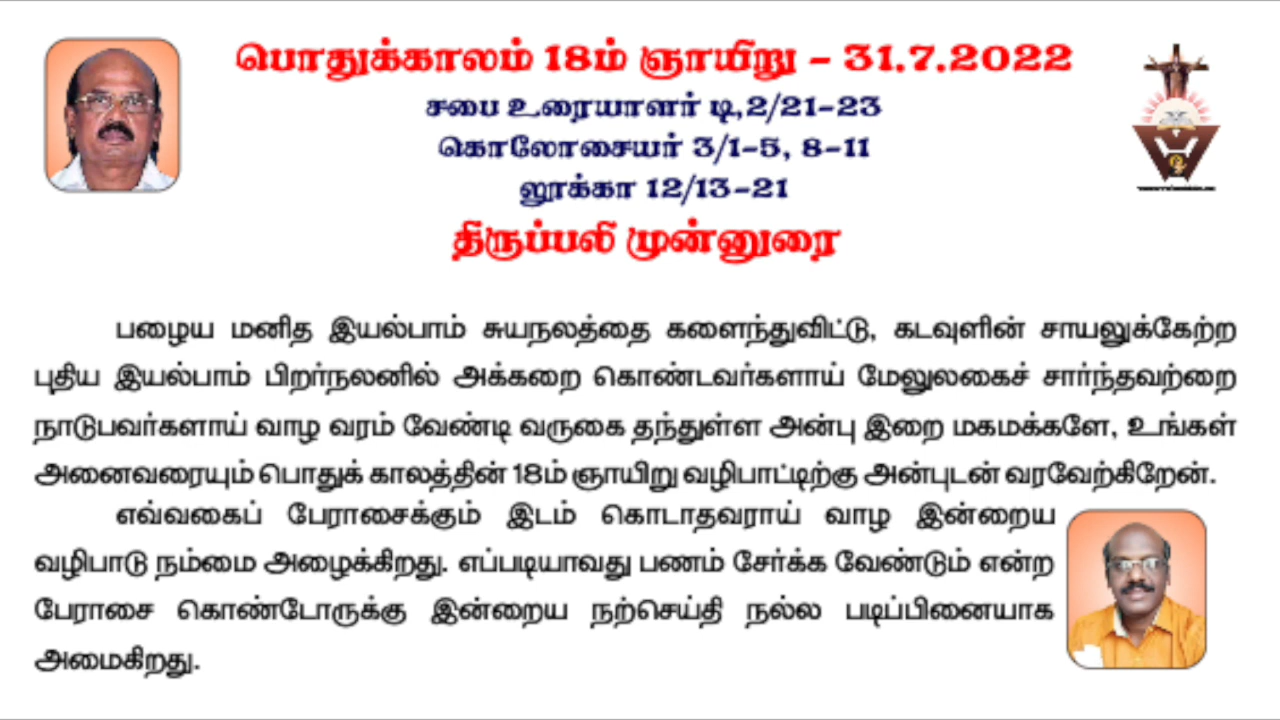 பொதுக்காலம் 18ம் ஞாயிறு - 31.7.2022
சபை உரையாளர் டி,2/21-23
கொலோசையர் 3/1-5, 8-11
லூக்கா 12/13-21
திருப்பலி முன்னுரை
பழைய மனித இயல்பாம் சுயநலத்தை களைந்துவிட்டு, கடவுளின் சாயலுக்கேற்ற
புதிய இயல்பாம் பிறர்நலனில் அக்கறை கொண்டவர்களாய் மேலுலகைச் சார்ந்தவற்றை
நாடுபவர்களாய் வாழ வரம் வேண்டி வருகை தந்துள்ள அன்பு இறை மகமக்களே, உங்கள்
அனைவரையும் பொதுக் காலத்தின் 18ம் ஞாயிறு வழிபாட்டிற்கு அன்புடன் வரவேற்கிறேன்.
எவ்வகைப் பேராசைக்கும் இடம் கொடாதவராய் வாழ இன்றைய
வழிபாடு நம்மை அழைக்கிறது. எப்படியாவது பணம் சேர்க்க வேண்டும் என்ற
பேராசை கொண்டோருக்கு இன்றைய நற்செய்தி நல்ல படிப்பினையாக
அமைகிறது.